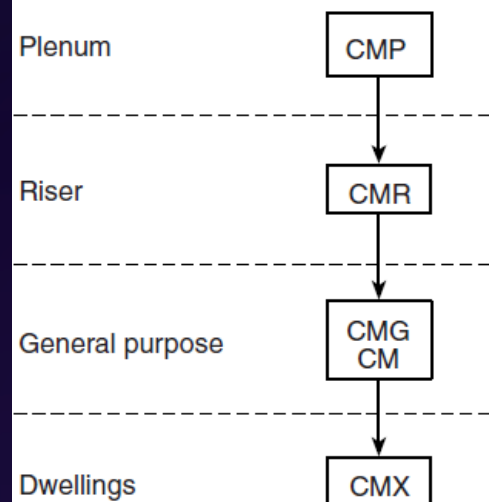 Plenum
CMP
Riser
CMR
General purpose
CMG
CM
Dwellings
CMX